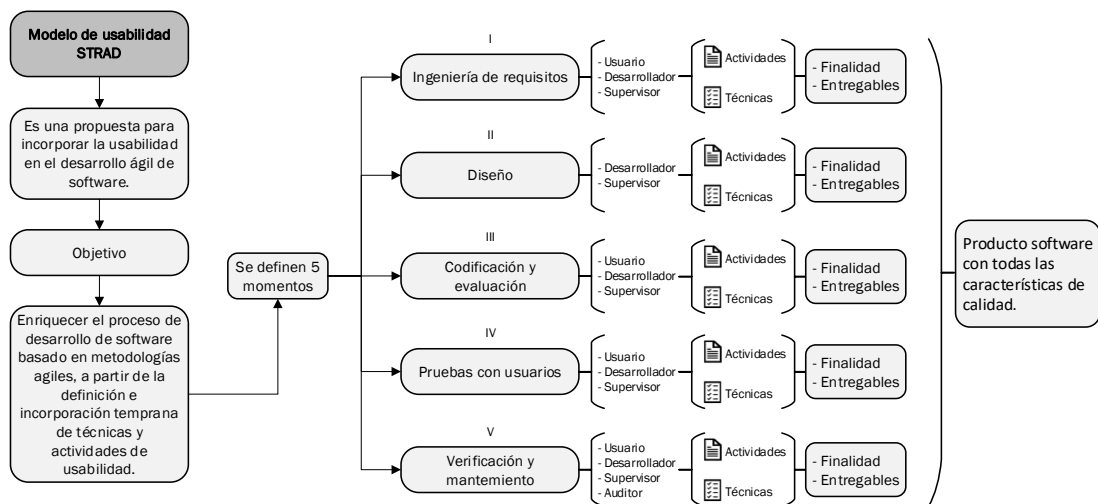 Modelo de usabilidad
STRAD
Es una propuesta para
incorporar la usabilidad
en el desarrollo ágil de
software.
Objetivo
Enriquecer el proceso de
desarrollo de software
basado en metodologías
agiles, a partir de la
definición e
incorporación temprana
de técnicas y
actividades de
usabilidad.
Se definen 5
momentos
I
Ingeniería de requisitos
- Usuario
- Desarrollador
- Supervisor
Actividades
Técnicas
- Finalidad
- Entregables
II
Diseño
- Desarrollador
- Supervisor
Actividades
Técnicas
- Finalidad
- Entregables
III
Codificación y
evaluación
- Usuario
- Desarrollador
- Supervisor
Actividades
Técnicas
- Finalidad
- Entregables
IV
Pruebas con usuarios
- Usuario
- Desarrollador
- Supervisor
Actividades
Técnicas
- Finalidad
- Entregables
V
Verificación y
mantemiento
- Usuario
- Desarrollador
- Supervisor
- Auditor
Actividades
Técnicas
- Finalidad
- Entregables
Producto software
con todas las
características de
calidad.